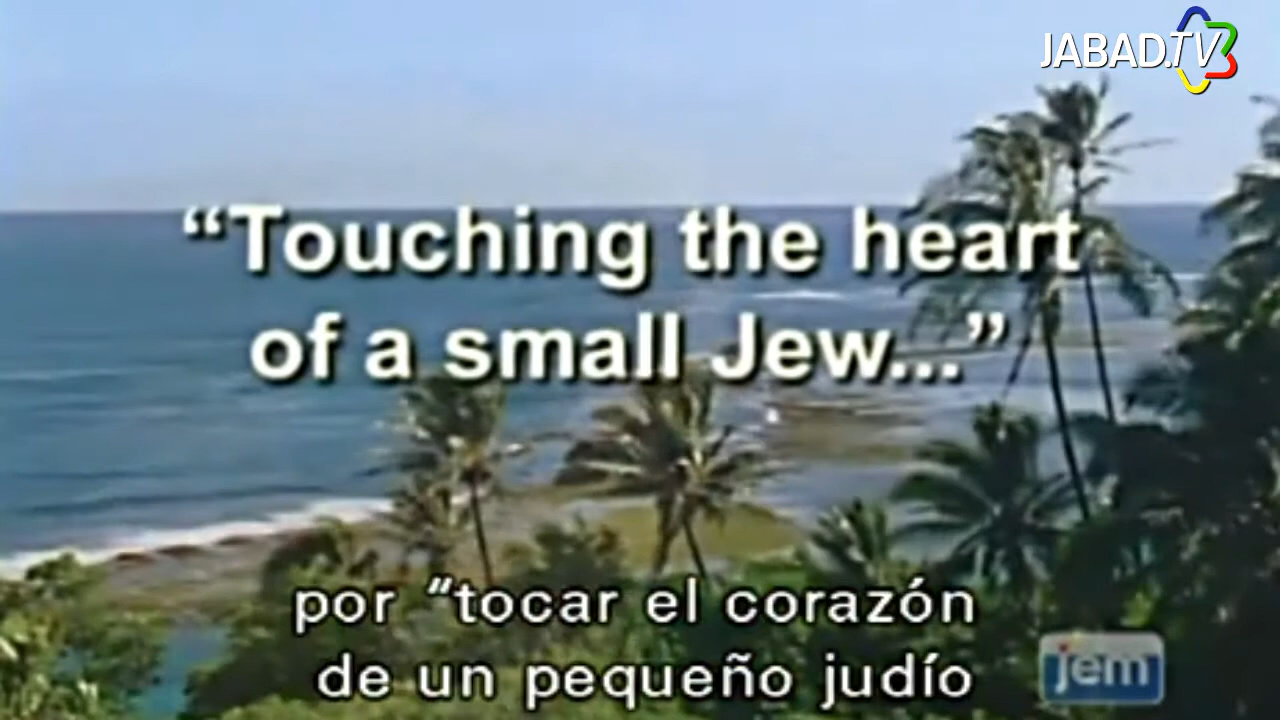 JABAD.TV
“Touching the heart
of a small Jew...”
por “tocar el corazón
de un pequeño judío
jem